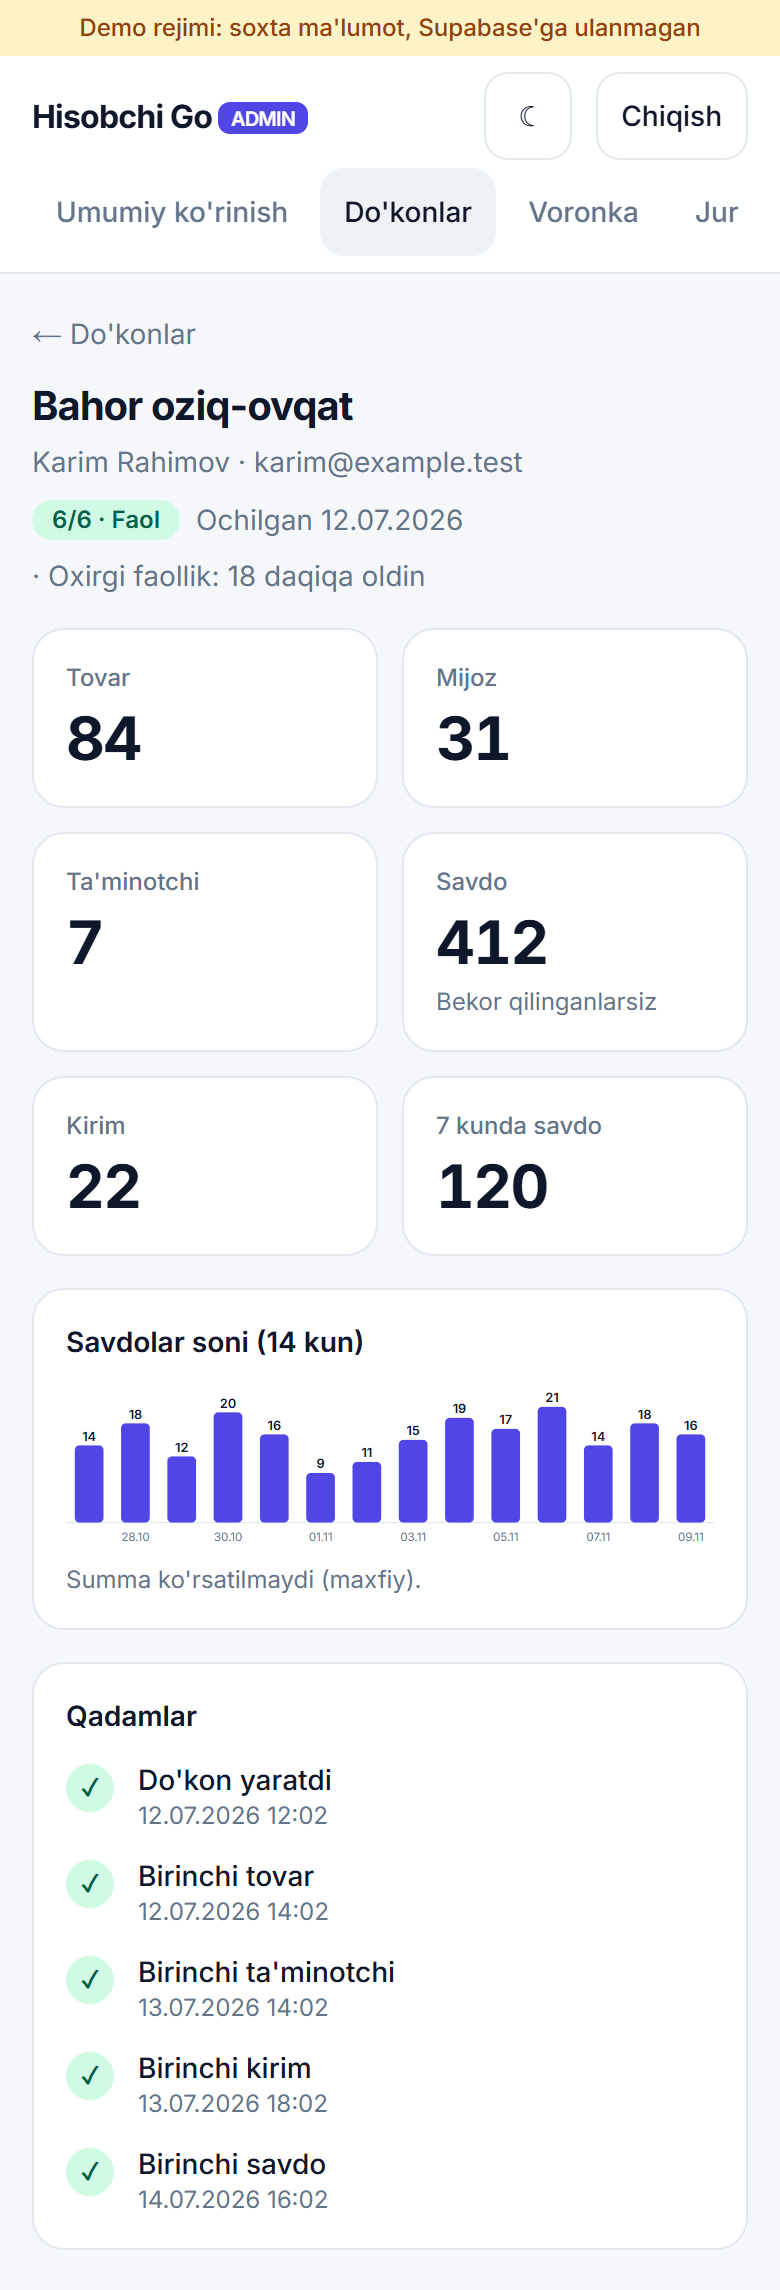 Demo rejimi: soxta ma'lumot, Supabase'ga ulanmagan
Hisobchi Go ADMIN
Chiqish
Umumiy ko'rinish Do'konlar Voronka Jur
← Do'konlar
Bahor oziq-ovqat
Karim Rahimov · karim@example.test
6/6 · Faol Ochilgan 12.07.2026
· Oxirgi faollik: 18 daqiqa oldin
Tovar
84
Mijoz
31
Ta'minotchi
7
Savdo
412
Bekor qilinganlarsiz
Kirim
22
7 kunda savdo
120
Savdolar soni (14 kun)
14 18 12 20 16 9 11 15 19 17 21 14 18 16
28.10 30.10 01.11 03.11 05.11 07.11 09.11
Summa ko'rsatilmaydi (maxfiy).
Qadamlar
✓ Do'kon yaratdi
12.07.2026 12:02
✓ Birinchi tovar
12.07.2026 14:02
✓ Birinchi ta'minotchi
13.07.2026 14:02
✓ Birinchi kirim
13.07.2026 18:02
✓ Birinchi savdo
14.07.2026 16:02